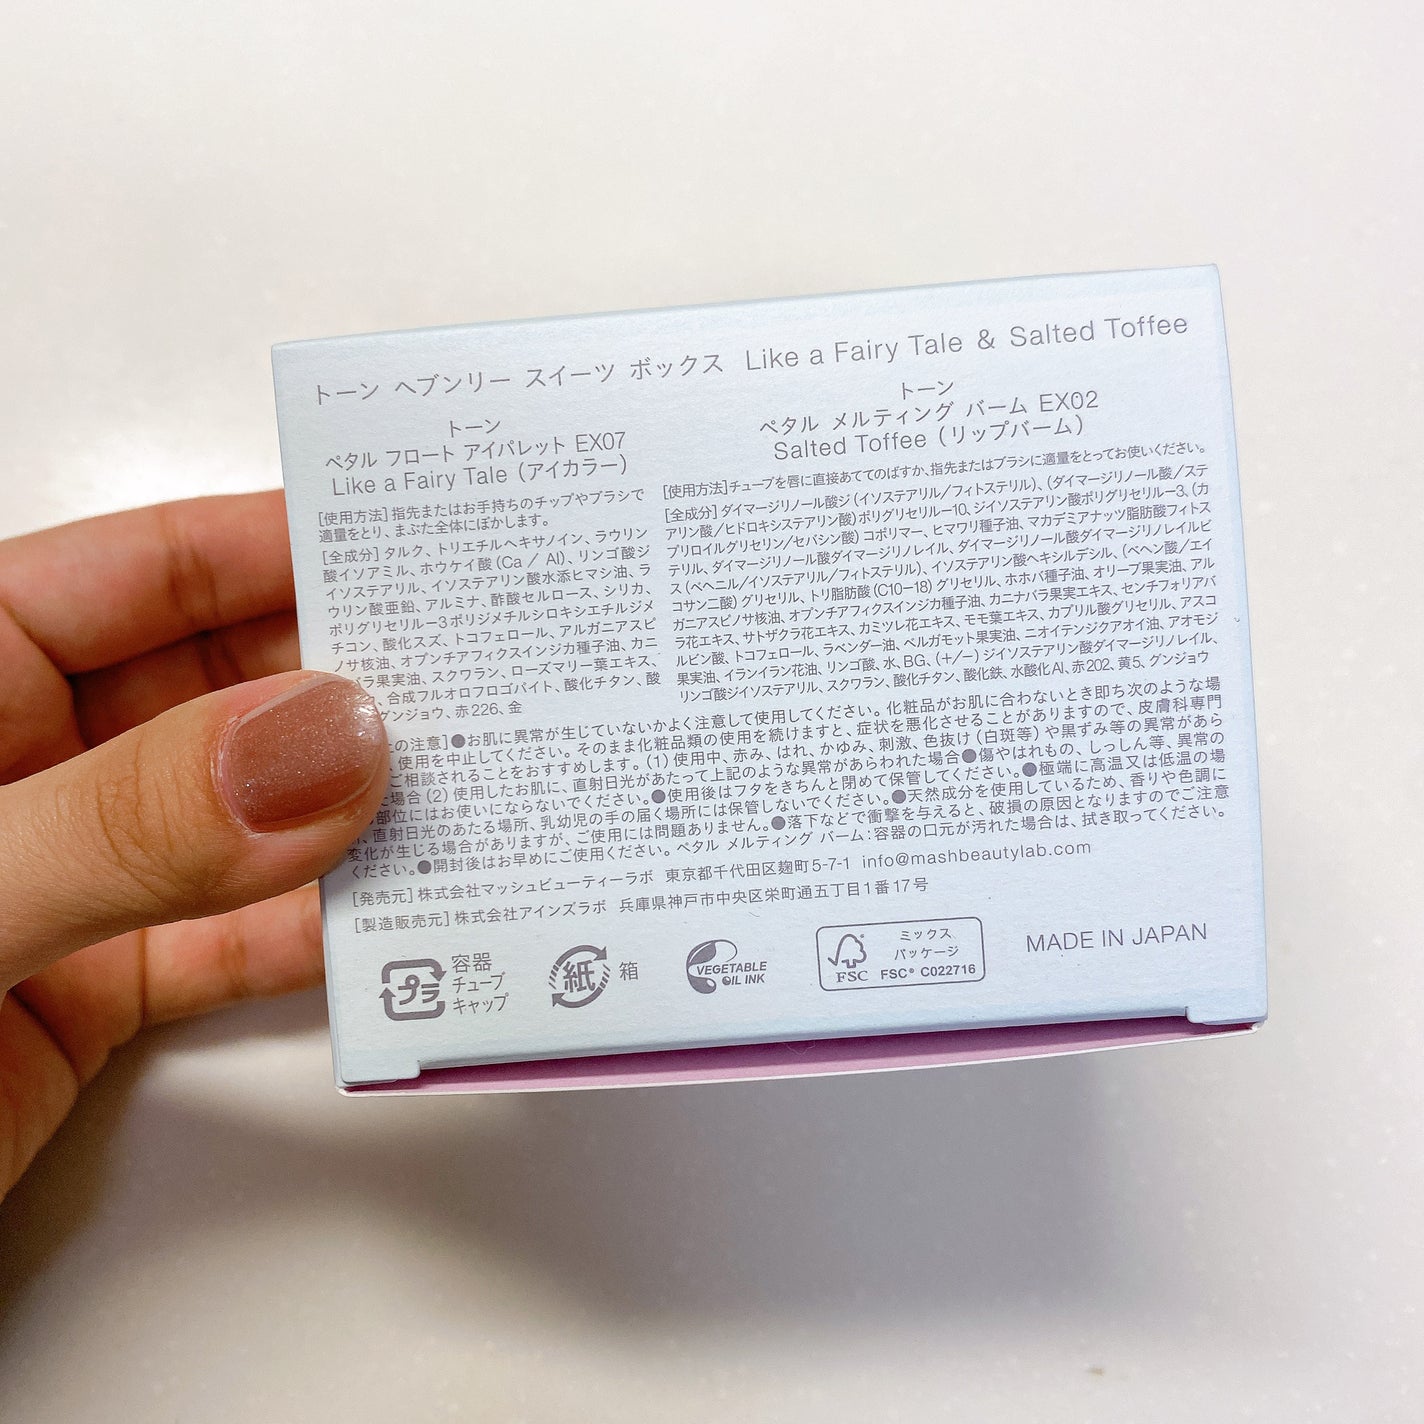 トーン ヘブンリー スイーツ ボックス Like a Fairy Tale & Salted Toffee
トーン
ペタル フロート アイパレット EX07
Like a Fairy Tale（アイカラー）
［使用方法］指先またはお手持ちのチップやブラシで
適量をとり、まぶた全体にぼかします。
［全成分］タルク、トリエチルヘキサノイン、ラウリン
酸イソアミル、ホウケイ酸（Ca／Al）、リンゴ酸ジ
イソステアリル、イソステアリン酸水添ヒマシ油、ラ
ウリン酸亜鉛、アルミナ、酢酸セルロース、シリカ、
ポリグリセリル-3ポリジメチルシロキシエチルジメ
チコン、酸化スズ、トコフェロール、アルガニアスピ
ノサ核油、オプンチアフィクスインジカ種子油、カニ
バラ果実油、スクワラン、ローズマリー葉エキス、
、合成フルオロフロゴパイト、酸化チタン、酸
グンジョウ、赤226、金
トーン
ペタル メルティング バーム EX02
Salted Toffee（リップバーム）
［使用方法］チューブを唇に直接あててのばすか、指先またはブラシに適量をとってお使いください。
［全成分］ダイマージリノール酸ジ（イソステアリル／フィトステリル）、（ダイマージリノール酸／ステ
アリン酸／ヒドロキシステアリン酸）ポリグリセリル-10、ジイソステアリン酸ポリグリセリル-3、（カ
プリロイルグリセリン／セバシン酸）コポリマー、ヒマワリ種子油、マカデミアナッツ脂肪酸フィトス
テリル、ダイマージリノール酸ダイマージリノレイル、ダイマージリノール酸ダイマージリノレイルビ
ス（ベヘニル／イソステアリル／フィトステリル）、イソステアリン酸ヘキシルデシル、（ベヘン酸／エイ
コサン二酸）グリセリル、トリ脂肪酸（C10-18）グリセリル、ホホバ種子油、オリーブ果実油、アル
ガニアスピノサ核油、オプンチアフィクスインジカ種子油、カニナバラ果実エキス、センチフォリアバ
ラ花エキス、サトザクラ花エキス、カミツレ花エキス、モモ葉エキス、カプリル酸グリセリル、アスコ
ルビン酸、トコフェロール、ラベンダー油、ベルガモット果実油、ニオイテンジクアオイ油、アオモジ
果実油、イランイラン花油、リンゴ酸、水、BG、（+/-）ジイソステアリン酸ダイマージリノレイル、
リンゴ酸ジイソステアリル、スクワラン、酸化チタン、酸化鉄、水酸化Al、赤202、黄5、グンジョウ
の注意］●お肌に異常が生じていないかよく注意して使用してください。化粧品がお肌に合わないとき即ち次のような場
、使用を中止してください。そのまま化粧品類の使用を続けますと、症状を悪化させることがありますので、皮膚科専門
ご相談されることをおすすめします。（1）使用中、赤み、はれ、かゆみ、刺激、色抜け（白斑等）や黒ずみ等の異常があら
た場合（2）使用したお肌に、直射日光があたって上記のような異常があらわれた場合●傷やはれもの、しっしん等、異常の
部位にはお使いにならないでください。●使用後はフタをきちんと閉めて保管してください。●極端に高温又は低温の場
、直射日光のあたる場所、乳幼児の手の届く場所には保管しないでください。●天然成分を使用しているため、香りや色調に
変化が生じる場合がありますが、ご使用には問題ありません。●落下などで衝撃を与えると、破損の原因となりますのでご注意
ください。●開封後はお早めにご使用ください。ペタル メルティング バーム：容器の口元が汚れた場合は、拭き取ってください。
［発売元］株式会社マッシュビューティーラボ 東京都千代田区麹町5-7-1 info@mashbeautylab.com
［製造販売元］株式会社アインズラボ 兵庫県神戸市中央区栄町通五丁目1番17号
プラ
容器
チューブ
キャップ
紙
箱
VEGETABLE
OIL INK
FSC
ミックス
パッケージ
FSC® C022716
MADE IN JAPAN